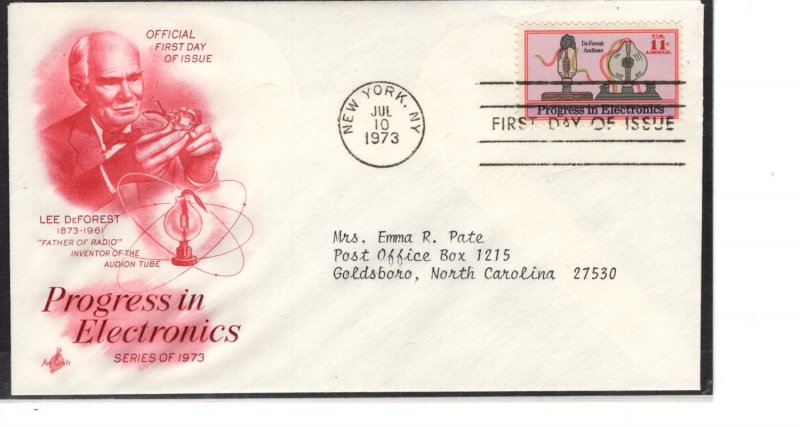 OFFICIAL
FIRST DAY
OF ISSUE
LEE DeFOREST
1873-1961
"FATHER OF RADIO"
INVENTOR OF THE
AUDION TUBE
Progress in
Electronics
SERIES OF 1973
Art Craft
NEW YORK, NY
JUL
10
1973
DeForest
Audions
U.S.
11c
AIRMAIL
Progress in Electronics
FIRST DAY OF ISSUE
Mrs. Emma R. Pate
Post Office Box 1215
Goldsboro, North Carolina 27530